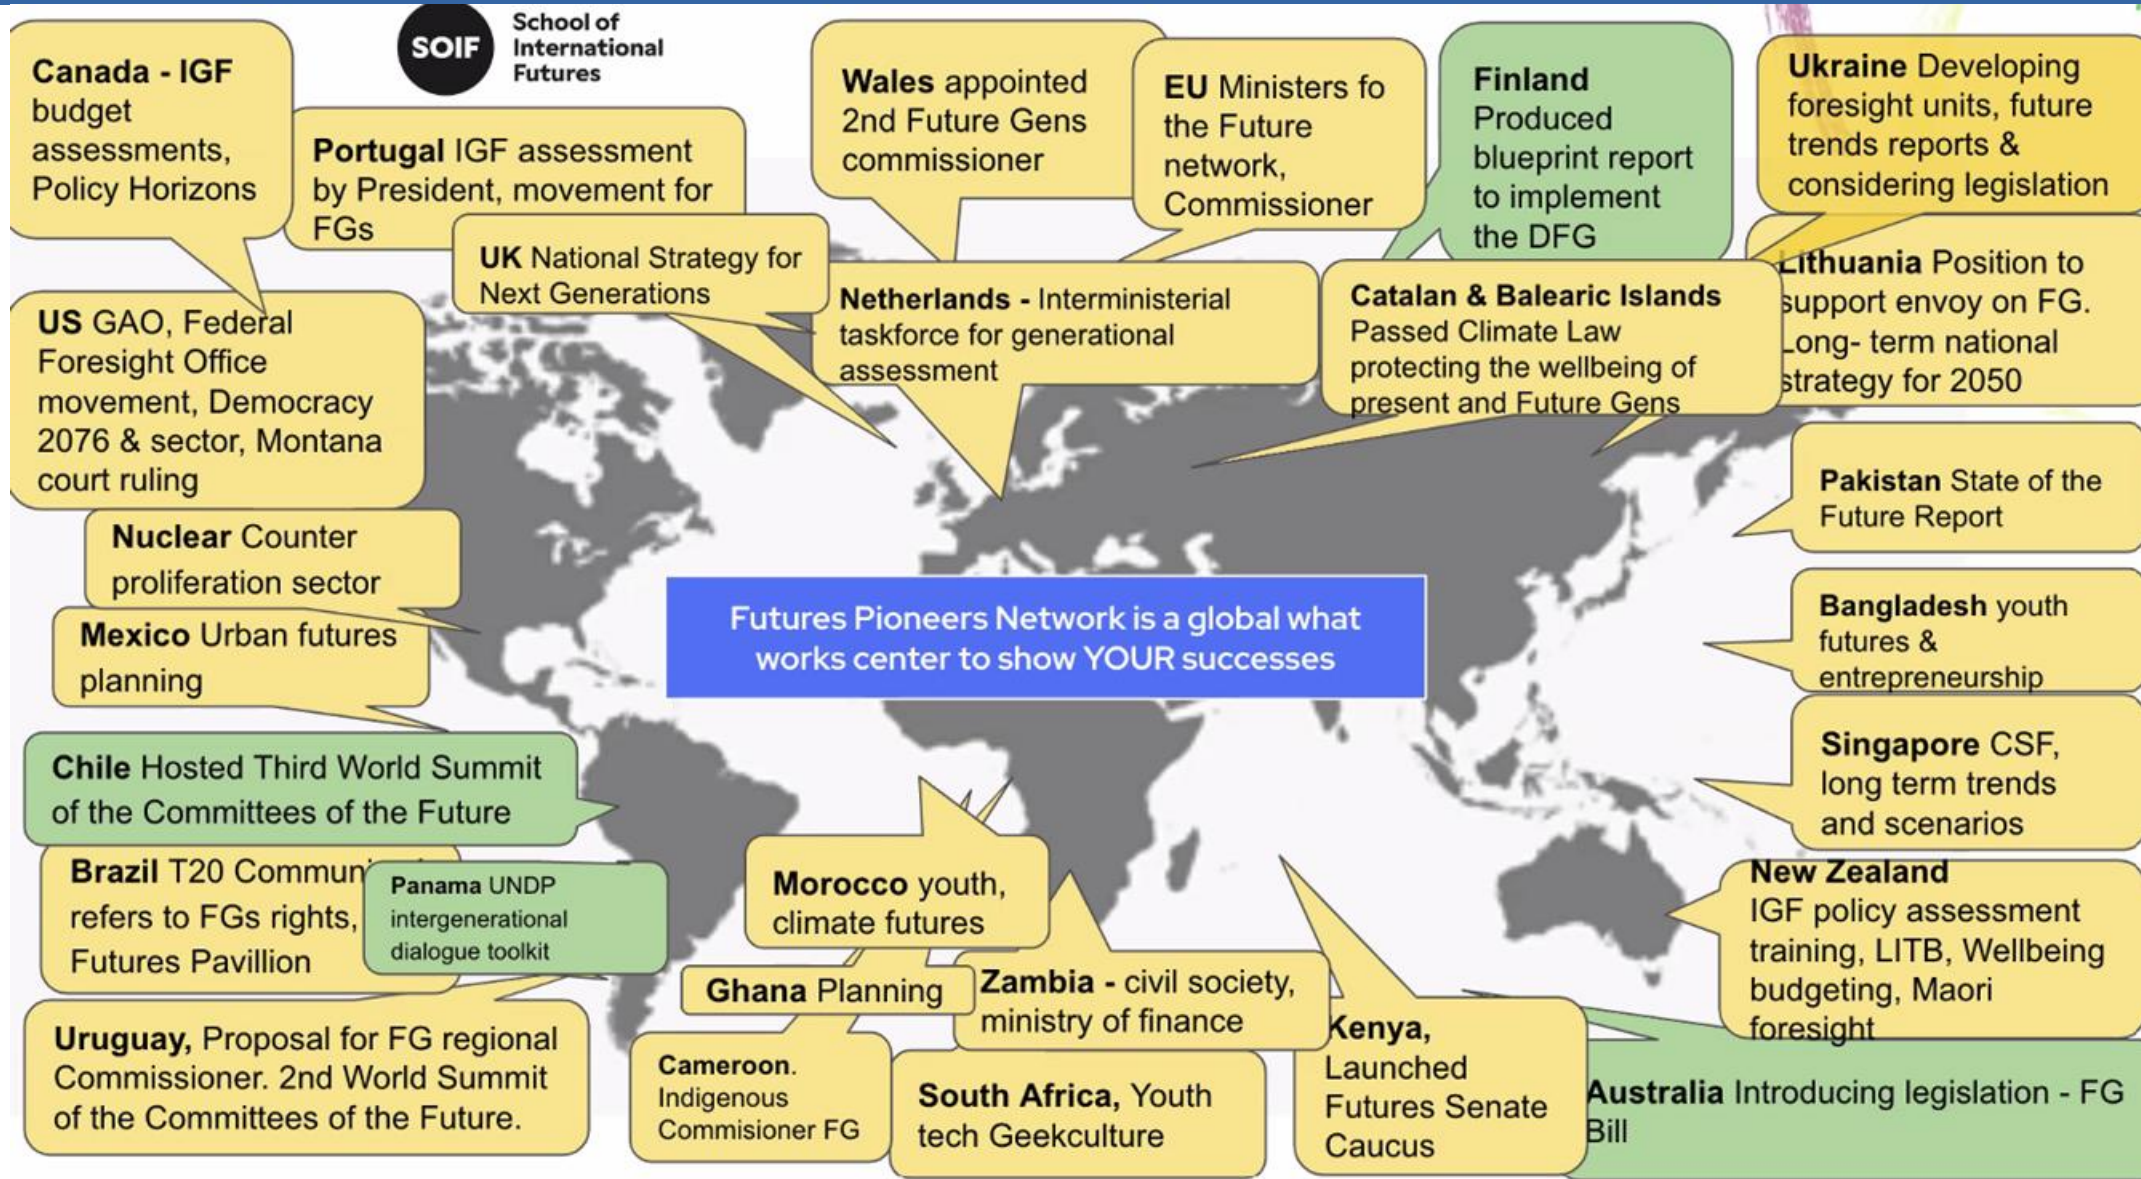 SOIF
School of
International
Futures
Canada - IGF
budget
assessments,
Policy Horizons
Portugal IGF assessment
by President, movement for
FGs
UK National Strategy for
Next Generations
Wales appointed
2nd Future Gens
commissioner
EU Ministers fo
the Future
network,
Commissioner
Finland
Produced
blueprint report
to implement
the DFG
Ukraine Developing
foresight units, future
trends reports &
considering legislation
US GAO, Federal
Foresight Office
movement, Democracy
2076 & sector, Montana
court ruling
Netherlands - Interministerial
taskforce for generational
assessment
Catalan & Balearic Islands
Passed Climate Law
protecting the wellbeing of
present and Future Gens
Lithuania Position to
support envoy on FG.
Long- term national
strategy for 2050
Nuclear Counter
proliferation sector
Mexico Urban futures
planning
Futures Pioneers Network is a global what
works center to show YOUR successes
Pakistan State of the
Future Report
Bangladesh youth
futures &
entrepreneurship
Singapore CSF,
long term trends
and scenarios
Chile Hosted Third World Summit
of the Committees of the Future
Brazil T20
refers to FGs rights,
Futures Pavillion
Panama UNDP
intergenerational
dialogue toolkit
Uruguay, Proposal for FG regional
Commissioner. 2nd World Summit
of the Committees of the Future.
Morocco youth,
climate futures
Ghana Planning
Zambia - civil society,
ministry of finance
Cameroon.
Indigenous
Commisioner FG
South Africa, Youth
tech Geekculture
Kenya,
Launched
Futures Senate
Caucus
New Zealand
IGF policy assessment
training, LITB, Wellbeing
budgeting, Maori
foresight
Australia Introducing legislation - FG
Bill